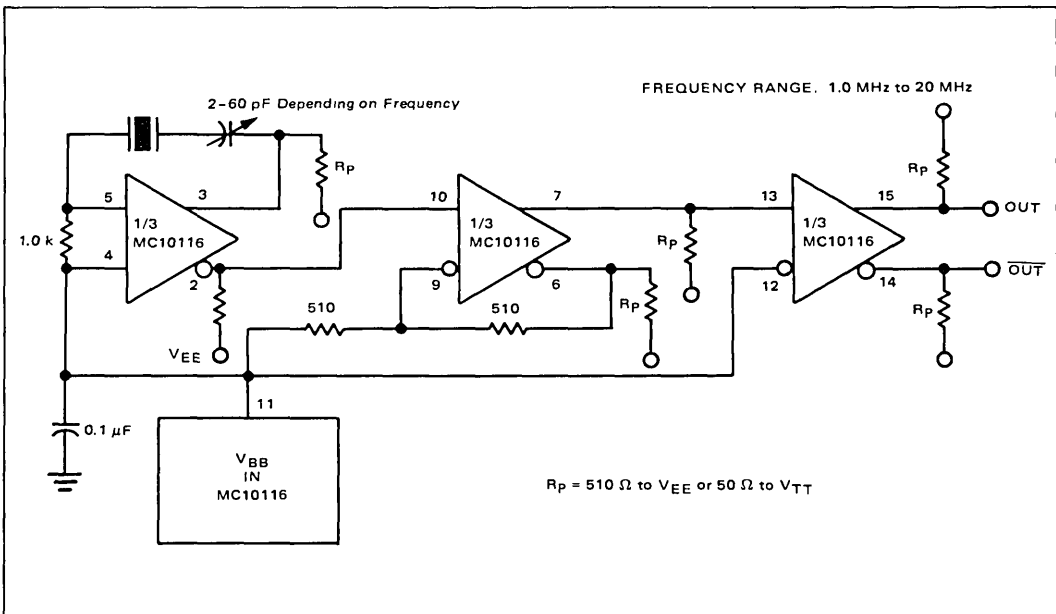 FREQUENCY RANGE. 1.0 MHz to 20 MHz
2-60 pF Depending on Frequency
RP
RP
5
3
10
7
13
15
OUT
1/3
MC10116
1/3
MC10116
1/3
MC10116
1.0 k
RP
4
2
9
6
12
14
OUT
510
510
RP
RP
VEE
11
0.1 µF
VBB
IN
MC10116
RP = 510 Ω to VEE or 50 Ω to VTT